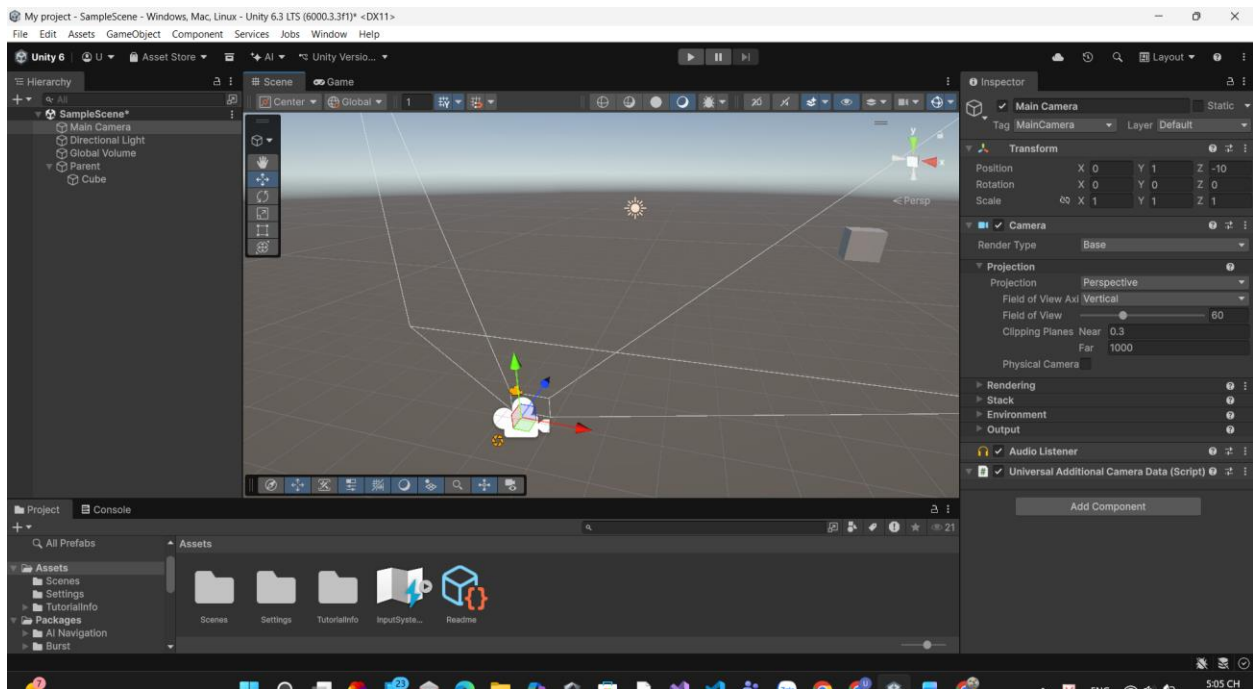 My project - SampleScene - Windows, Mac, Linux - Unity 6.3 LTS (6000.3.3f1)* <DX11>
File Edit Assets GameObject Component Services Jobs Window Help
Unity 6 U Asset Store AI Unity Versio... Layout
Hierarchy
All
SampleScene*
Main Camera
Directional Light
Global Volume
Parent
Cube
Scene Game
Center Global 1 2D
y
x
Persp
Inspector
Main Camera Static
Tag MainCamera Layer Default
Transform
Position X 0 Y 1 Z -10
Rotation X 0 Y 0 Z 0
Scale X 1 Y 1 Z 1
Camera
Render Type Base
Projection
Projection Perspective
Field of View Axi Vertical
Field of View 60
Clipping Planes Near 0.3
Far 1000
Physical Camera
Rendering
Stack
Environment
Output
Audio Listener
# Universal Additional Camera Data (Script)
Add Component
Project Console
21
All Prefabs
Assets
Scenes
Settings
TutorialInfo
Packages
AI Navigation
Burst
Assets
Scenes Settings TutorialInfo InputSyste... Readme
7
23
ENG
5:05 CH